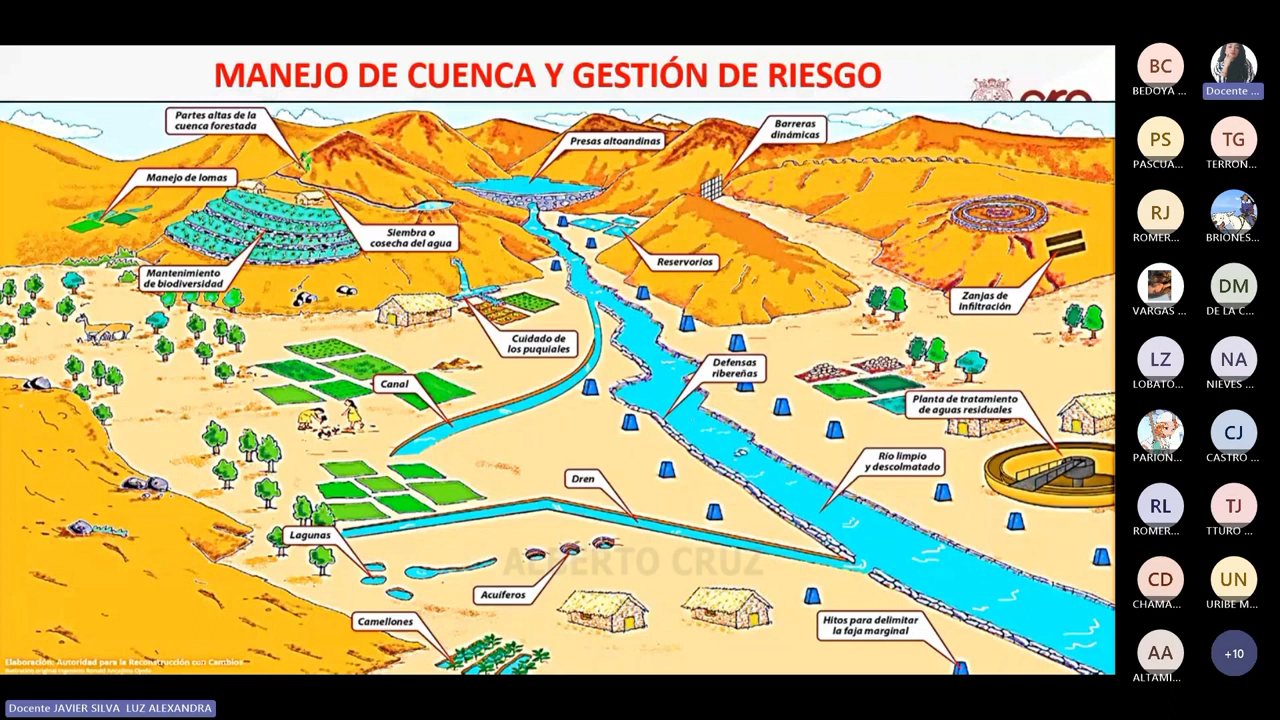 MANEJO DE CUENCA Y GESTIÓN DE RIESGO
Partes altas de la
cuenca forestada
Presas altoandinas
Barreras
dinámicas
Manejo de lomas
Siembra o
cosecha del agua
Reservorios
Mantenimiento
de biodiversidad
Zanjas de
infiltración
Cuidado de
los puquiales
Canal
Defensas
ribereñas
Planta de tratamiento
de aguas residuales
Río limpio
y descolmatado
Dren
Lagunas
ALBERTO CRUZ
Acuíferos
Camellones
Hitos para delimitar
la faja marginal
Elaboración: Autoridad para la Reconstrucción con Cambios
Docente JAVIER SILVA LUZ ALEXANDRA
BC
BEDOYA ...
Docente ...
PS
PASCUA...
TG
TERRON...
RJ
ROMER...
BRIONES...
VARGAS ...
DM
DE LA C...
LZ
LOBATO...
NA
NIEVES ...
PARION...
CJ
CASTRO ...
RL
ROMER...
TJ
TTURO ...
CD
CHAMA...
UN
URIBE M...
AA
ALTAMI...
+10